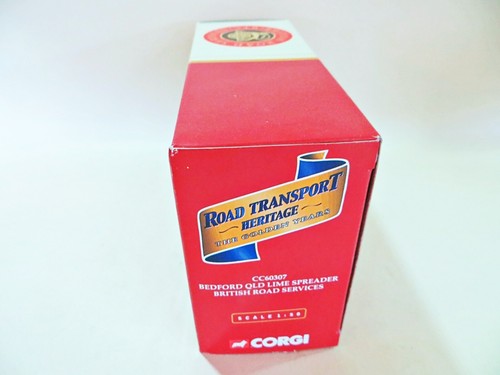 ROAD TRANSPORT
HERITAGE
THE GOLDEN YEARS
CC60307
BEDFORD QLD LIME SPREADER
BRITISH ROAD SERVICES
SCALE 1:50
CORGI